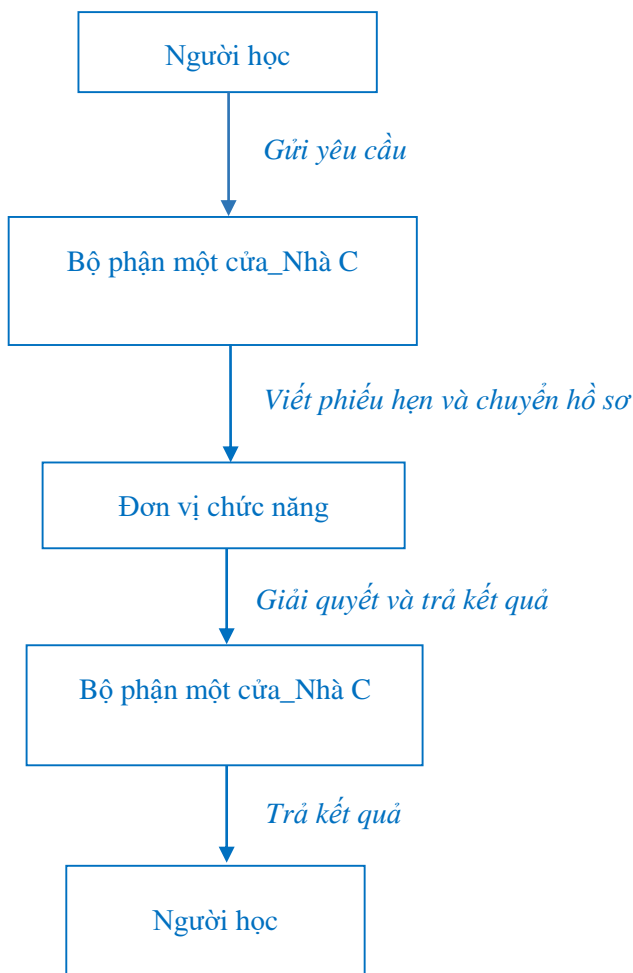 Người học
Gửi yêu cầu
Bộ phận một cửa_Nhà C
Viết phiếu hẹn và chuyển hồ sơ
Đơn vị chức năng
Giải quyết và trả kết quả
Bộ phận một cửa_Nhà C
Trả kết quả
Người học